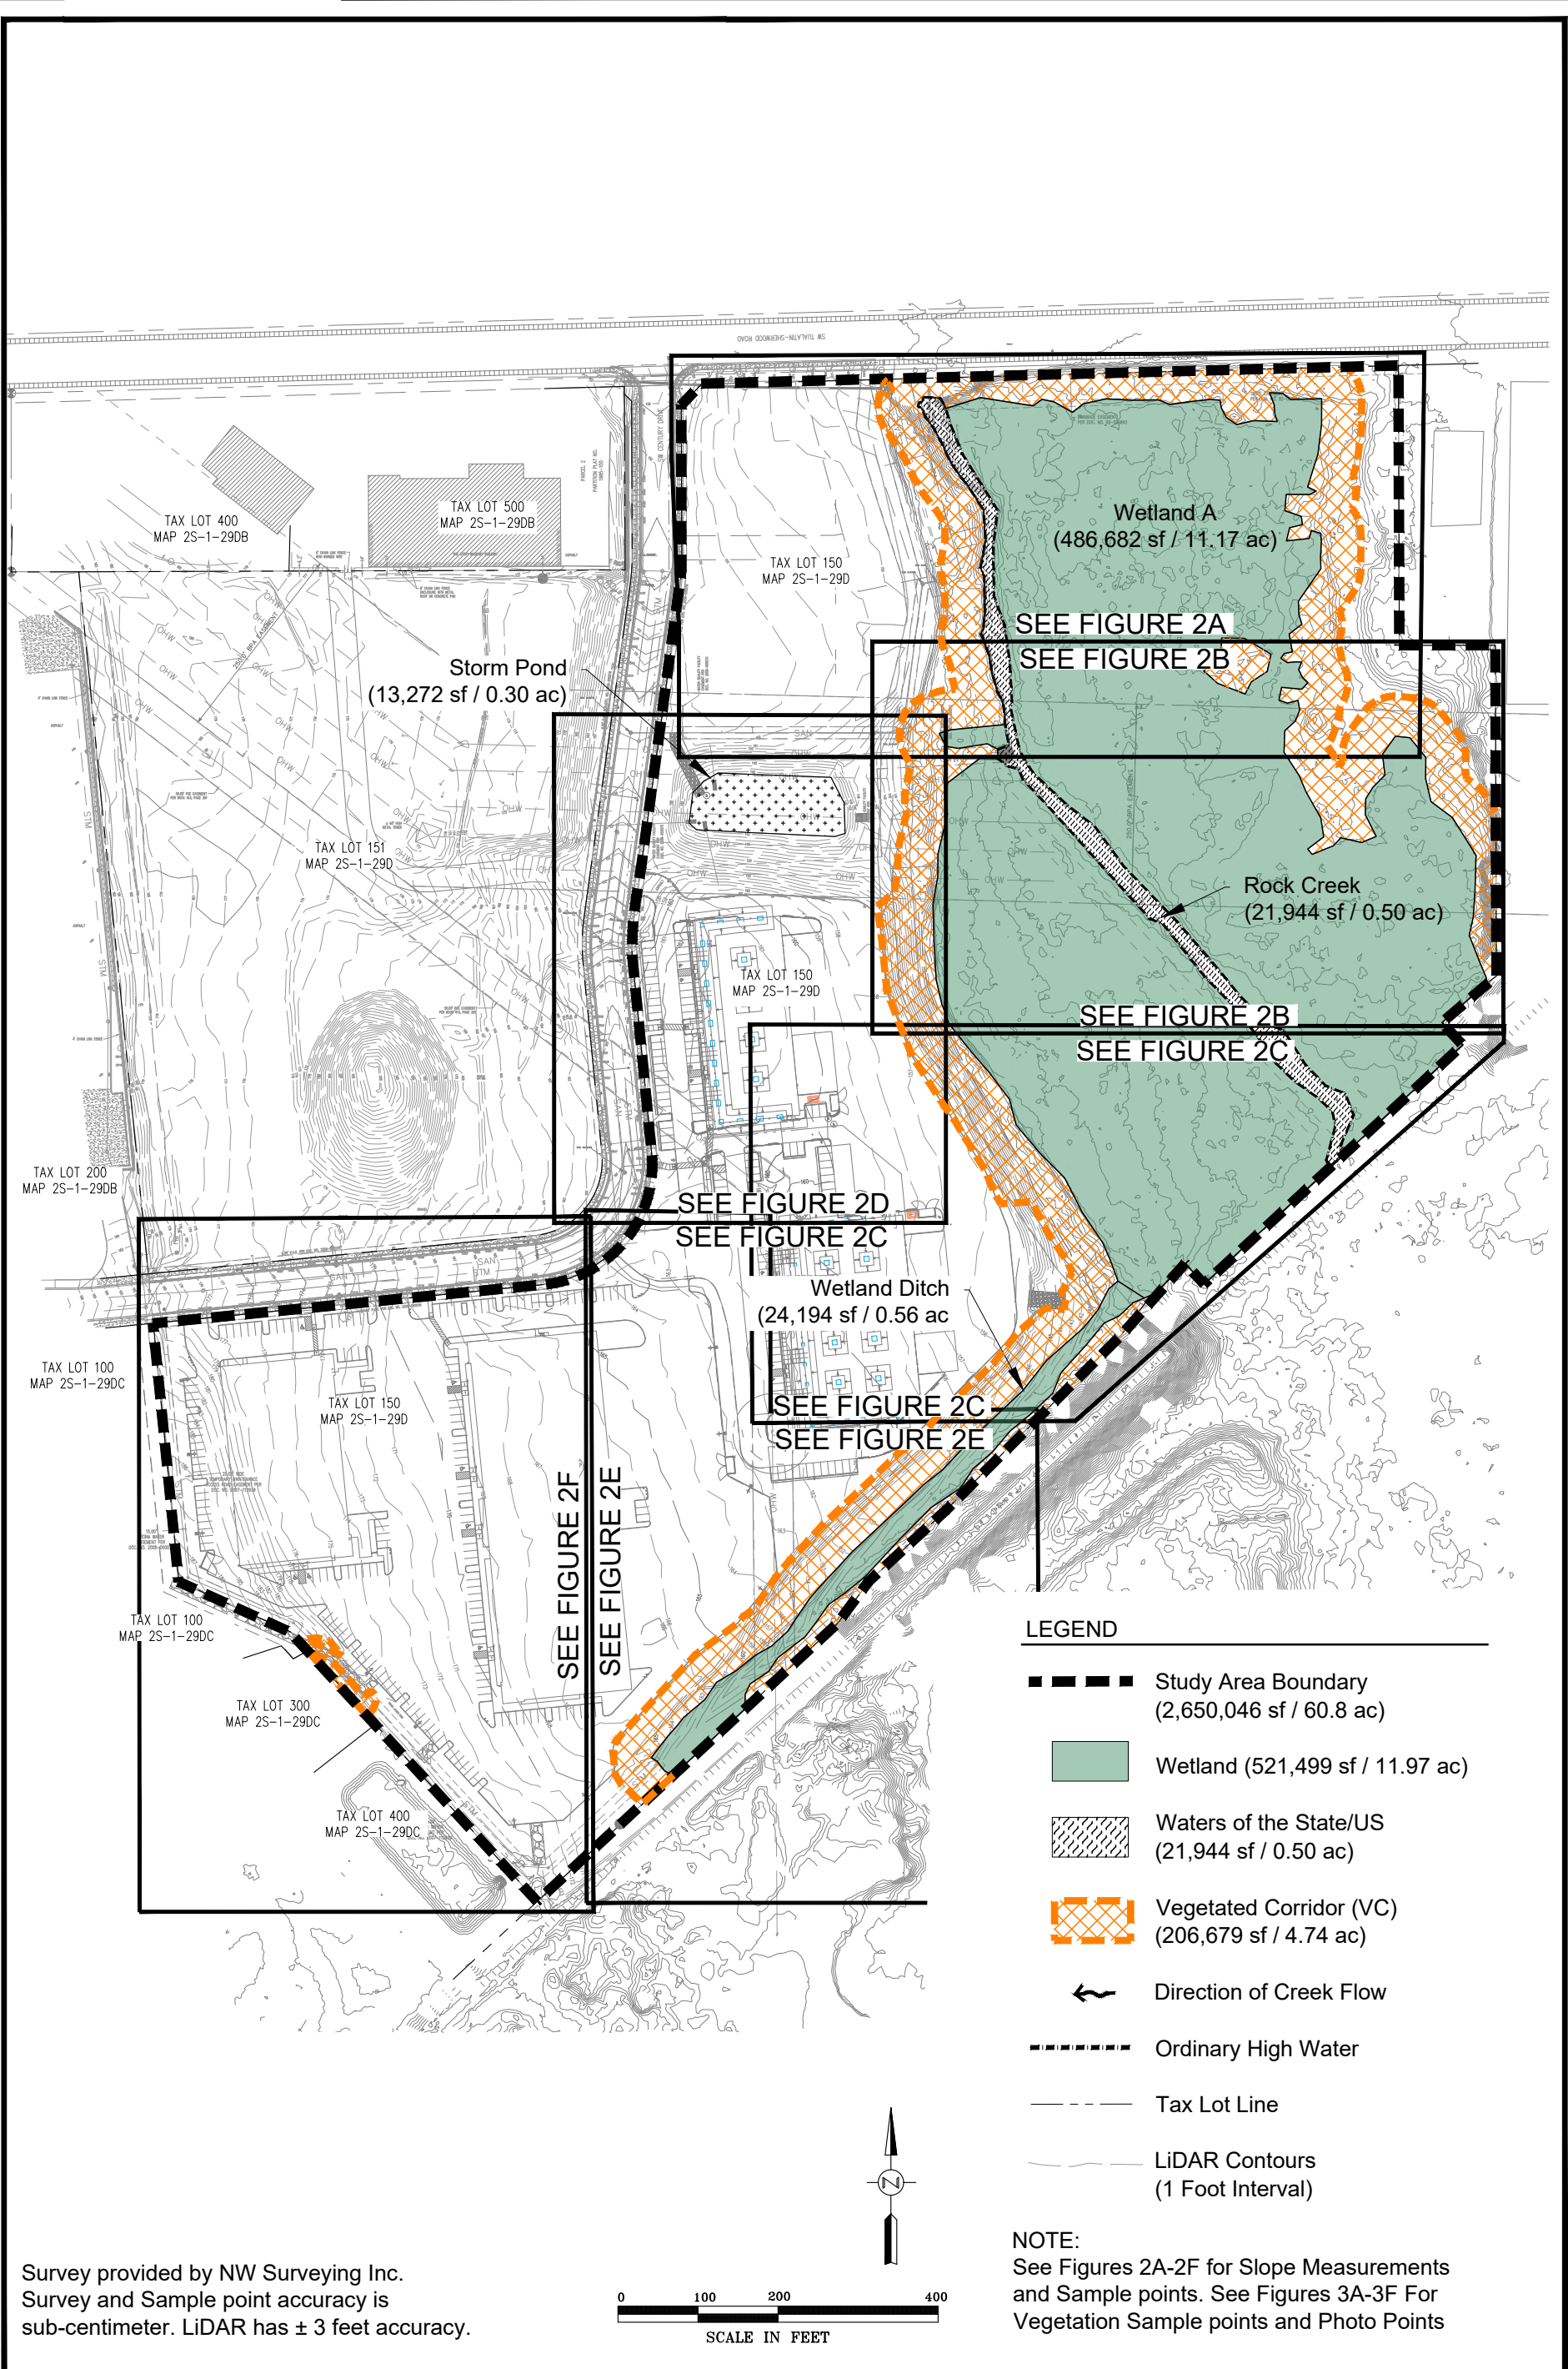 SW TUALATIN-SHERWOOD ROAD
SW CENTURY DRIVE
PARCEL 2
PARTITION PLAT NO.
TAX LOT 400
MAP 2S-1-29DB
TAX LOT 500
MAP 2S-1-29DB
ASPHALT
TAX LOT 150
MAP 2S-1-29D
Wetland A
(486,682 sf / 11.17 ac)
SEE FIGURE 2A
SEE FIGURE 2B
Storm Pond
(13,272 sf / 0.30 ac)
TAX LOT 151
MAP 2S-1-29D
Rock Creek
(21,944 sf / 0.50 ac)
TAX LOT 150
MAP 2S-1-29D
SEE FIGURE 2B
SEE FIGURE 2C
TAX LOT 200
MAP 2S-1-29DB
SEE FIGURE 2D
SEE FIGURE 2C
Wetland Ditch
(24,194 sf / 0.56 ac
TAX LOT 100
MAP 2S-1-29DC
TAX LOT 150
MAP 2S-1-29D
SEE FIGURE 2C
SEE FIGURE 2E
SEE FIGURE 2F
SEE FIGURE 2E
TAX LOT 100
MAP 2S-1-29DC
TAX LOT 300
MAP 2S-1-29DC
TAX LOT 400
MAP 2S-1-29DC
LEGEND
Study Area Boundary
(2,650,046 sf / 60.8 ac)
Wetland (521,499 sf / 11.97 ac)
Waters of the State/US
(21,944 sf / 0.50 ac)
Vegetated Corridor (VC)
(206,679 sf / 4.74 ac)
Direction of Creek Flow
Ordinary High Water
Tax Lot Line
LiDAR Contours
(1 Foot Interval)
N
NOTE:
See Figures 2A-2F for Slope Measurements
and Sample points. See Figures 3A-3F For
Vegetation Sample points and Photo Points
Survey provided by NW Surveying Inc.
Survey and Sample point accuracy is
sub-centimeter. LiDAR has ± 3 feet accuracy.
0 100 200 400
SCALE IN FEET